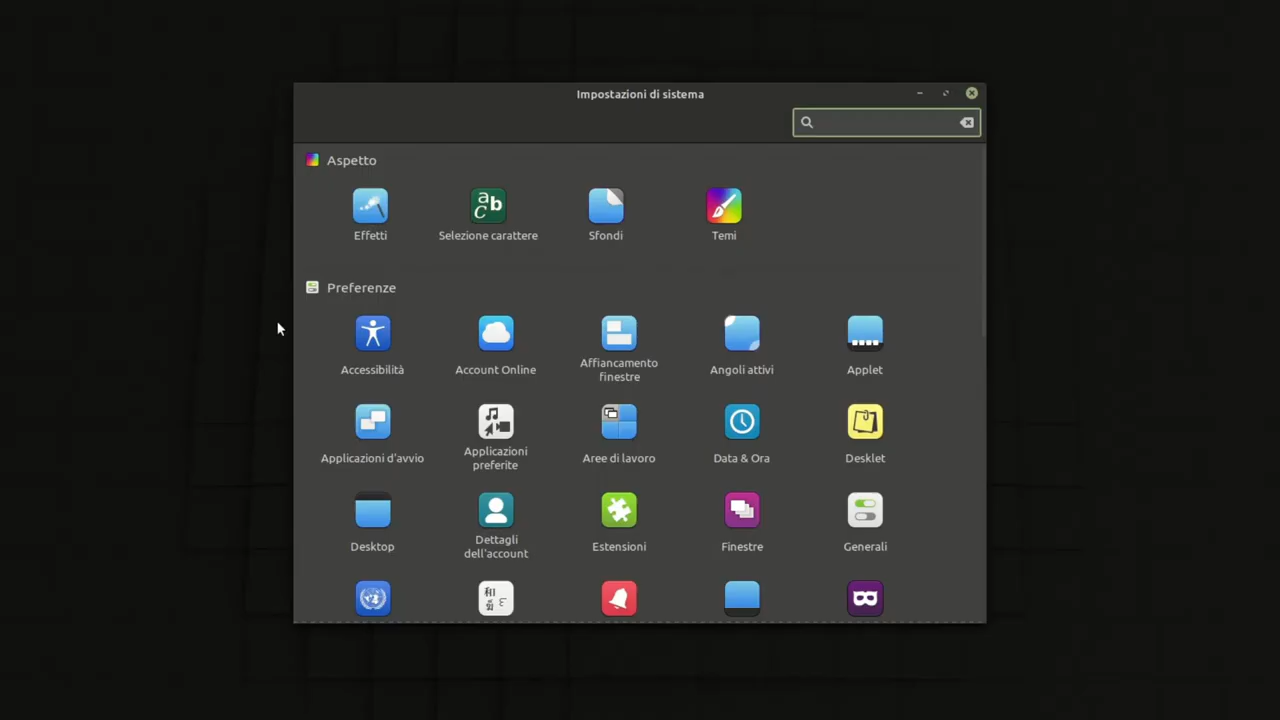 Impostazioni di sistema
Aspetto
Effetti
Selezione carattere
Sfondi
Temi
Preferenze
Accessibilità
Account Online
Affiancamento
finestre
Angoli attivi
Applet
Applicazioni d'avvio
Applicazioni
preferite
Aree di lavoro
Data & Ora
Desklet
Desktop
Dettagli
dell'account
Estensioni
Finestre
Generali